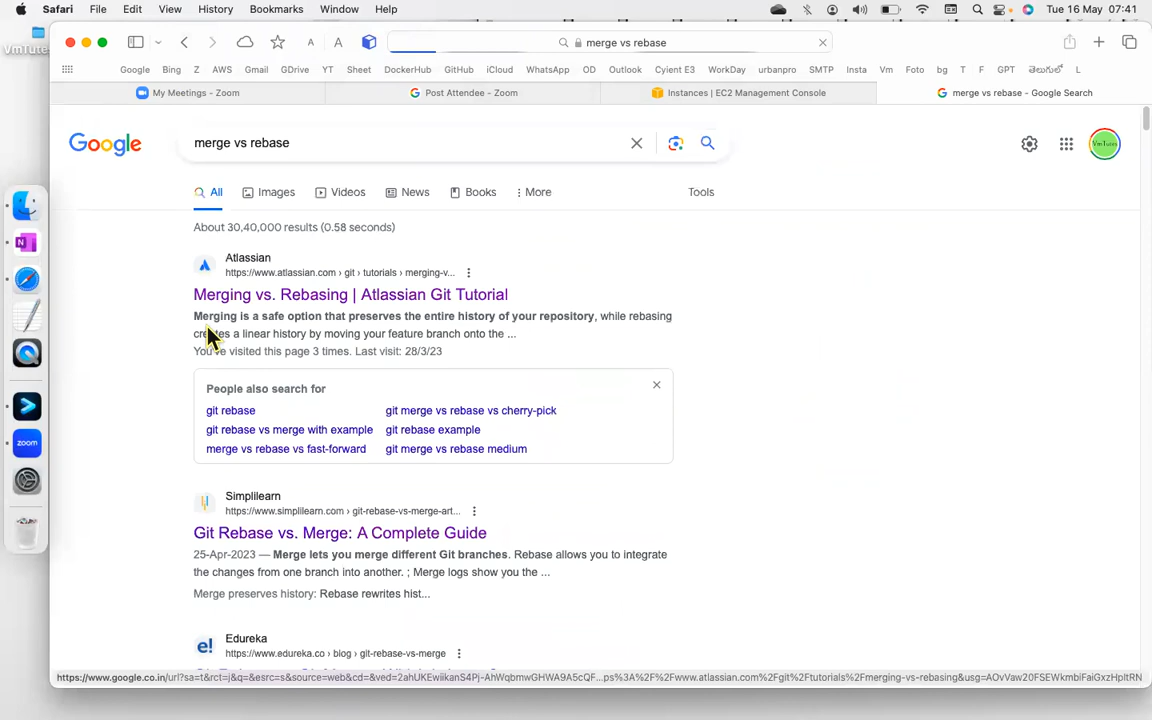 Safari File Edit View History Bookmarks Window Help Tue 16 May 07:41
VmTutes
merge vs rebase
Google Bing Z AWS Gmail GDrive YT Sheet DockerHub GitHub iCloud WhatsApp OD Outlook Cyient E3 WorkDay urbanpro SMTP Insta Vm Foto bg T F GPT తెలుగులో L
My Meetings - Zoom Post Attendee - Zoom Instances | EC2 Management Console merge vs rebase - Google Search
Google merge vs rebase VmTutes
All Images Videos News Books More Tools
About 30,40,000 results (0.58 seconds)
Atlassian
https://www.atlassian.com › git › tutorials › merging-v...
Merging vs. Rebasing | Atlassian Git Tutorial
Merging is a safe option that preserves the entire history of your repository, while rebasing
creates a linear history by moving your feature branch onto the ...
You've visited this page 3 times. Last visit: 28/3/23
People also search for
git rebase git merge vs rebase vs cherry-pick
git rebase vs merge with example git rebase example
merge vs rebase vs fast-forward git merge vs rebase medium
zoom
Simplilearn
https://www.simplilearn.com › git-rebase-vs-merge-art...
Git Rebase vs. Merge: A Complete Guide
25-Apr-2023 — Merge lets you merge different Git branches. Rebase allows you to integrate
the changes from one branch into another. ; Merge logs show you the ...
Merge preserves history: Rebase rewrites hist...
e!
Edureka
https://www.edureka.co › blog › git-rebase-vs-merge